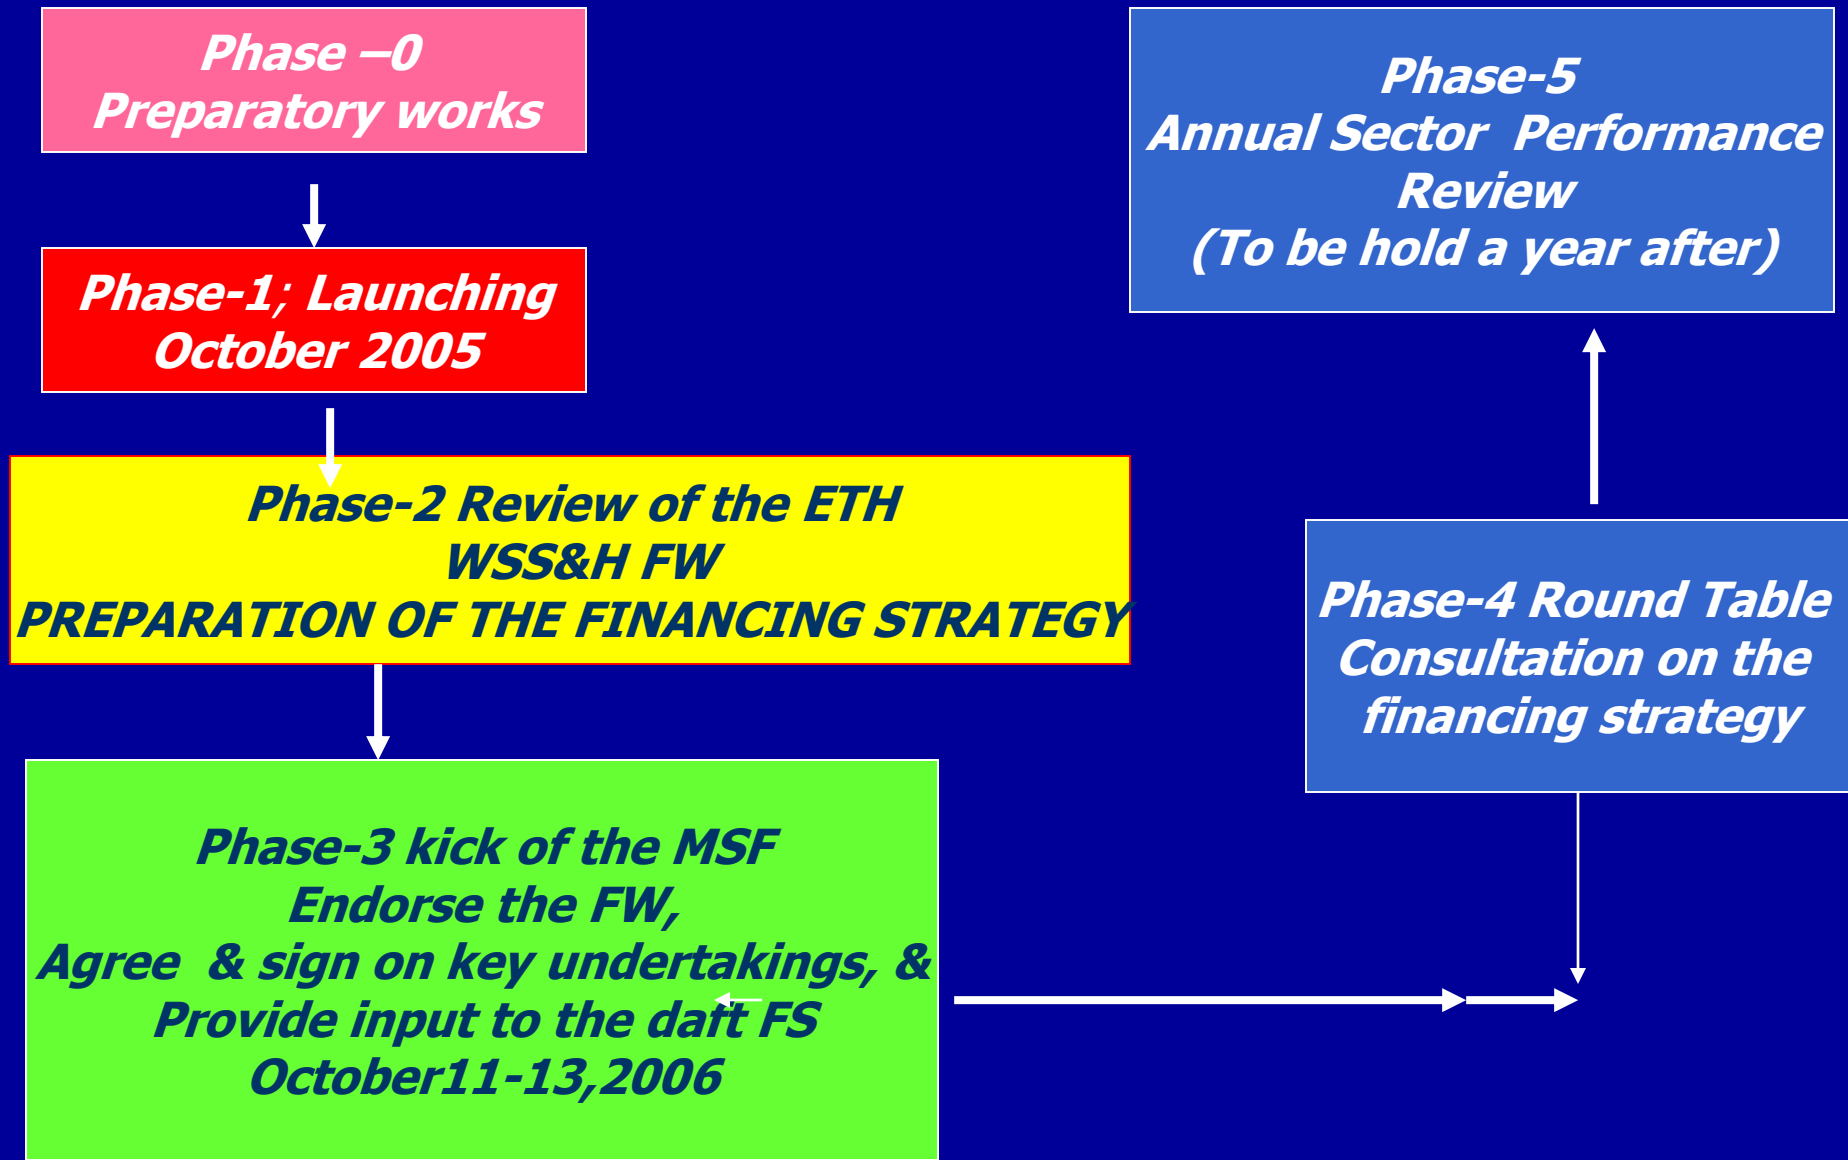 Phase –0
Preparatory works
Phase-1; Launching
October 2005
Phase-2 Review of the ETH
WSS&H FW
PREPARATION OF THE FINANCING STRATEGY
Phase-3 kick of the MSF
Endorse the FW,
Agree  & sign on key undertakings, &
Provide input to the daft FS
October11-13,2006
Phase-4 Round Table
Consultation on the
financing strategy
Phase-5
Annual Sector  Performance
Review
(To be hold a year after)